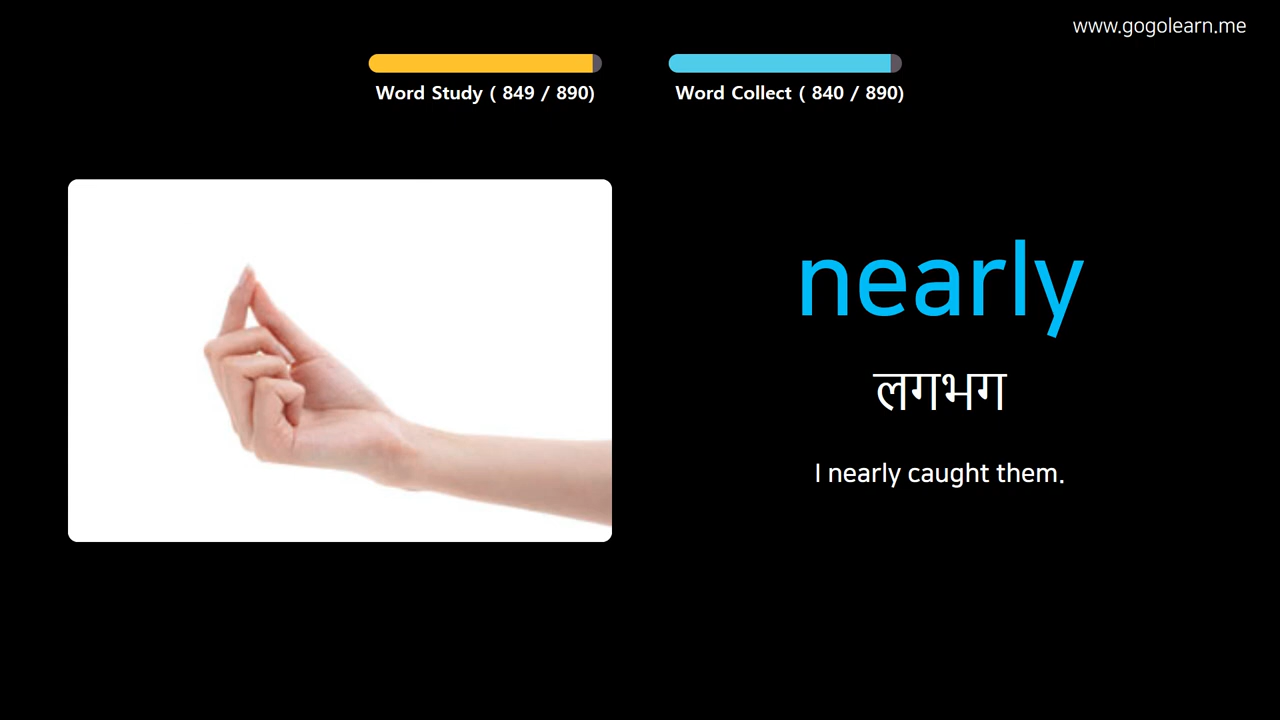 www.gogolearn.me
Word Study ( 849 / 890)
Word Collect ( 840 / 890)
nearly
लगभग
I nearly caught them.